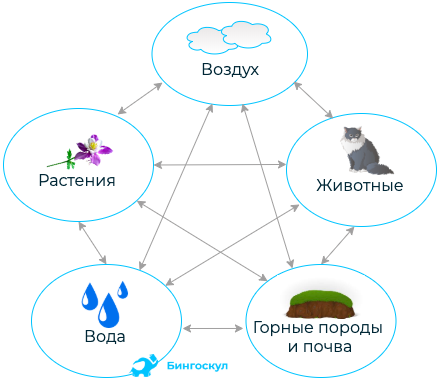 Воздух
Растения
Животные
Вода
Горные породы
и почва
Бингоскул